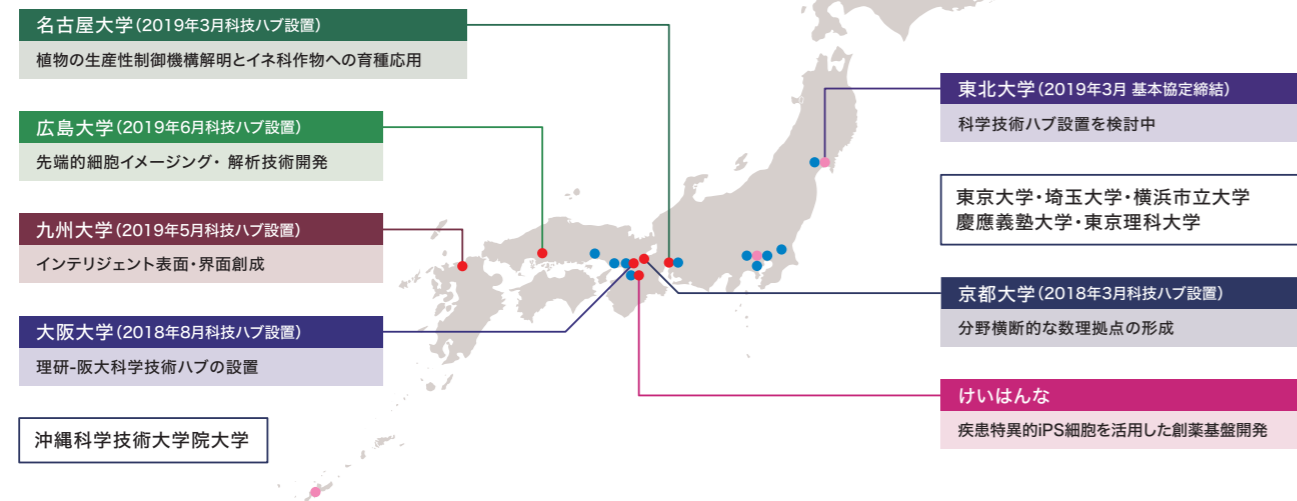 名古屋大学(2019年3月科技ハブ設置)
植物の生産性制御機構解明とイネ科作物への育種応用
広島大学(2019年6月科技ハブ設置)
先端的細胞イメージング・解析技術開発
九州大学(2019年5月科技ハブ設置)
インテリジェント表面・界面創成
大阪大学(2018年8月科技ハブ設置)
理研-阪大科学技術ハブの設置
沖縄科学技術大学院大学
東北大学(2019年3月 基本協定締結)
科学技術ハブ設置を検討中
東京大学・埼玉大学・横浜市立大学
慶應義塾大学・東京理科大学
京都大学(2018年3月科技ハブ設置)
分野横断的な数理拠点の形成
けいはんな
疾患特異的iPS細胞を活用した創薬基盤開発